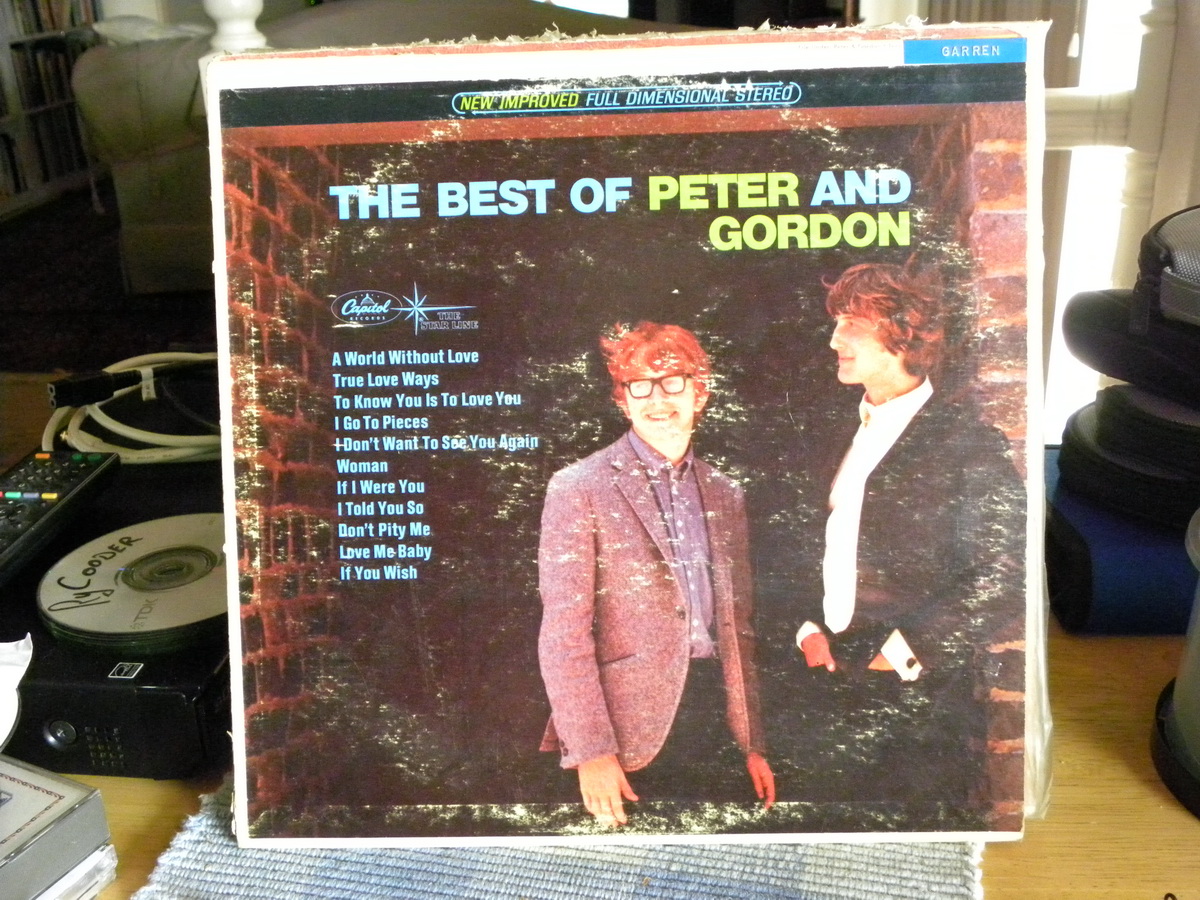 GARREN
NEW IMPROVED FULL DIMENSIONAL STEREO
THE BEST OF PETER AND
GORDON
Capitol
RECORDS
THE
STAR LINE
A World Without Love
True Love Ways
To Know You Is To Love You
I Go To Pieces
Don't Want To See You Again
Woman
If I Were You
I Told You So
Don't Pity Me
Love Me Baby
If You Wish
Ry COODER
TDK